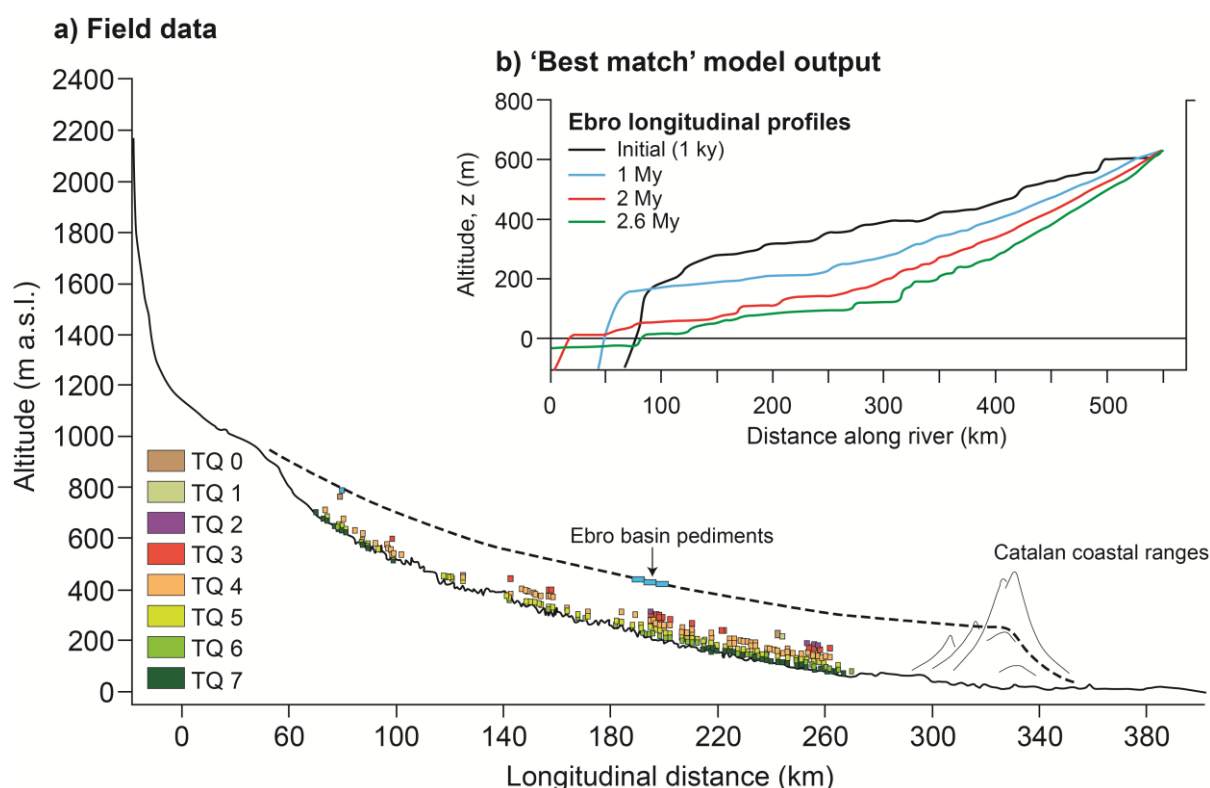 a) Field data
2400
2200
2000
1800
1600
1400
1200
1000
800
600
400
200
0
Altitude (m a.s.l.)
TQ 0
TQ 1
TQ 2
TQ 3
TQ 4
TQ 5
TQ 6
TQ 7
Ebro basin pediments
Catalan coastal ranges
0 60 100 140 180 220 260 300 340 380
Longitudinal distance (km)
b) ‘Best match’ model output
800
600
400
200
0
Altitude, z (m)
Ebro longitudinal profiles
Initial (1 ky)
1 My
2 My
2.6 My
0 100 200 300 400 500
Distance along river (km)